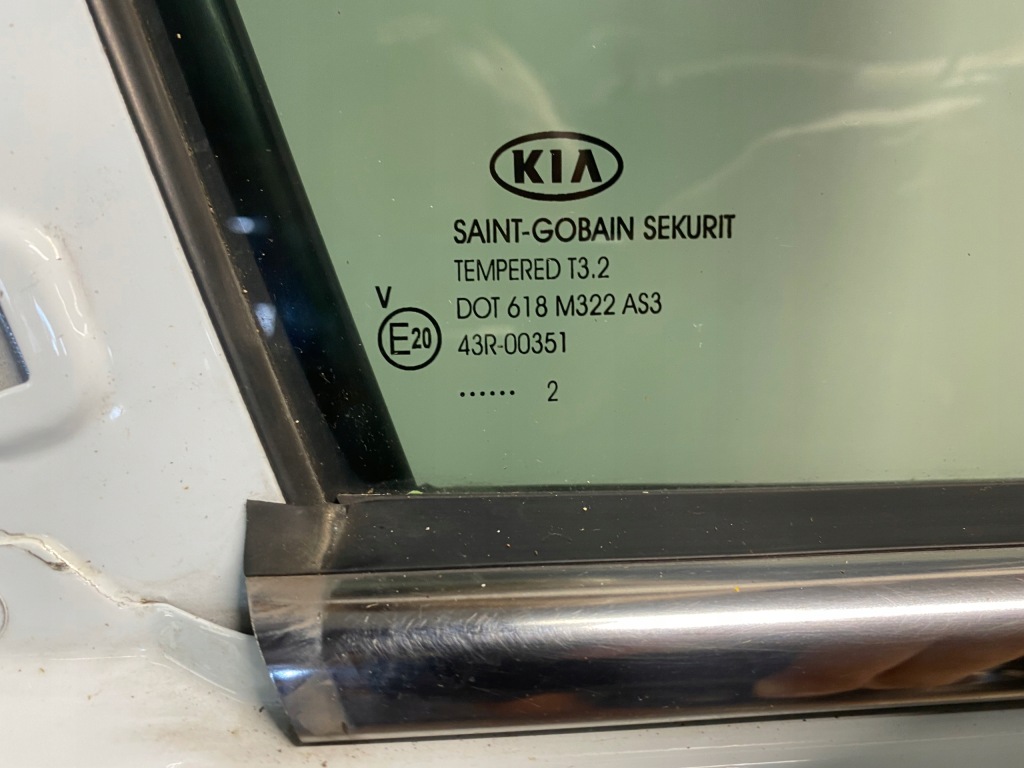 KIA
SAINT-GOBAIN SEKURIT
TEMPERED T3.2
DOT 618 M322 AS3
V
E20
43R-00351
...... 2